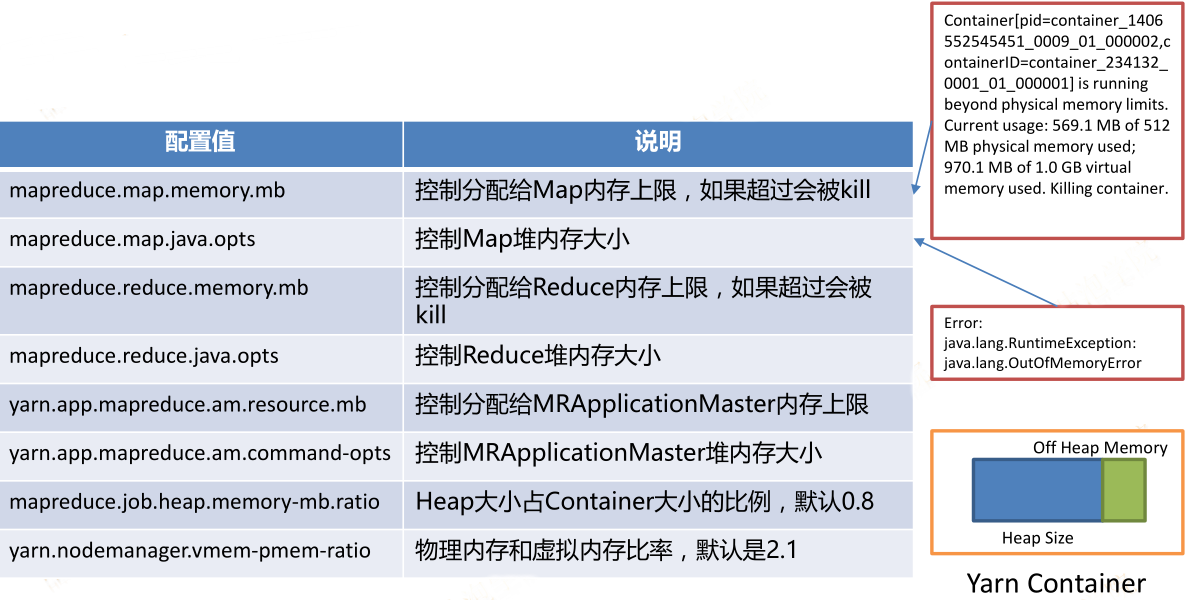 配置值 说明
mapreduce.map.memory.mb 控制分配给Map内存上限，如果超过会被kill
mapreduce.map.java.opts 控制Map堆内存大小
mapreduce.reduce.memory.mb 控制分配给Reduce内存上限，如果超过会被
kill
mapreduce.reduce.java.opts 控制Reduce堆内存大小
yarn.app.mapreduce.am.resource.mb 控制分配给MRApplicationMaster内存上限
yarn.app.mapreduce.am.command-opts 控制MRApplicationMaster堆内存大小
mapreduce.job.heap.memory-mb.ratio Heap大小占Container大小的比例，默认0.8
yarn.nodemanager.vmem-pmem-ratio 物理内存和虚拟内存比率，默认是2.1
Container[pid=container_1406
552545451_0009_01_000002,c
ontainerID=container_234132_
0001_01_000001] is running
beyond physical memory limits.
Current usage: 569.1 MB of 512
MB physical memory used;
970.1 MB of 1.0 GB virtual
memory used. Killing container.
Error:
java.lang.RuntimeException:
java.lang.OutOfMemoryError
Off Heap Memory
Heap Size
Yarn Container